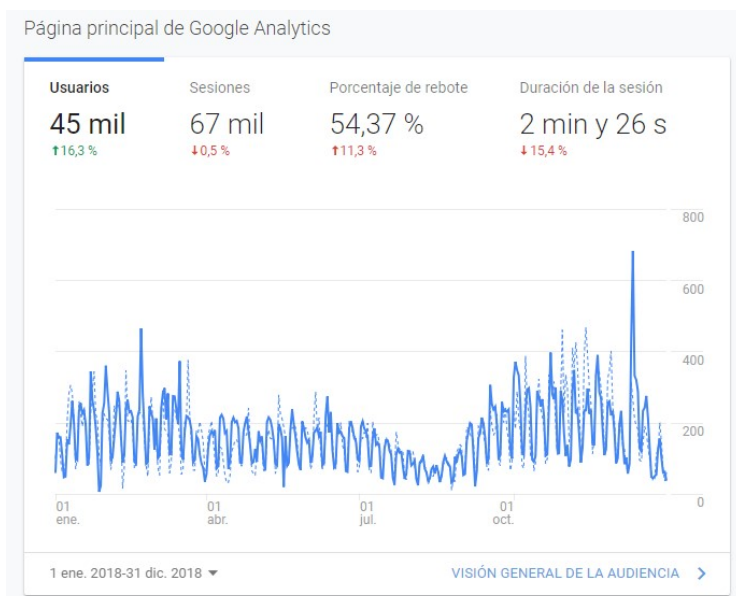 Página principal de Google Analytics
Usuarios Sesiones Porcentaje de rebote Duración de la sesión
45 mil 67 mil 54,37 % 2 min y 26 s
⬆16,3 % ⬇0,5 % ⬆11,3 % ⬇15,4 %
800
600
400
200
0
01 01 01 01
ene. abr. jul. oct.
1 ene. 2018-31 dic. 2018 ▼ VISIÓN GENERAL DE LA AUDIENCIA >